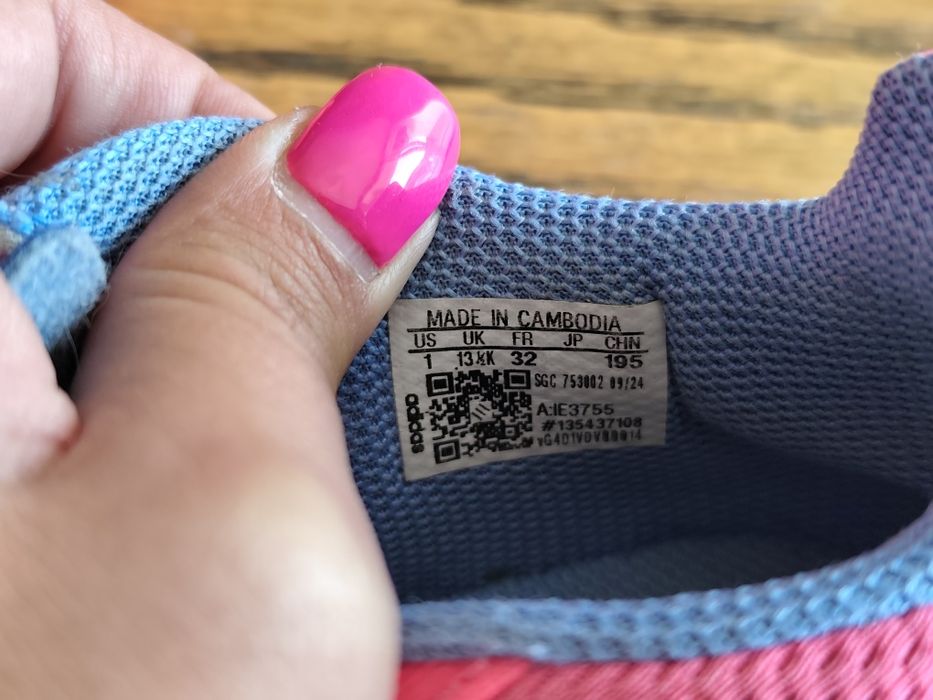 MADE IN CAMBODIA
US UK FR JP CHN
1 13½K 32 195
SGC 753002 09/24
adidas
A:IE3755
#135437108